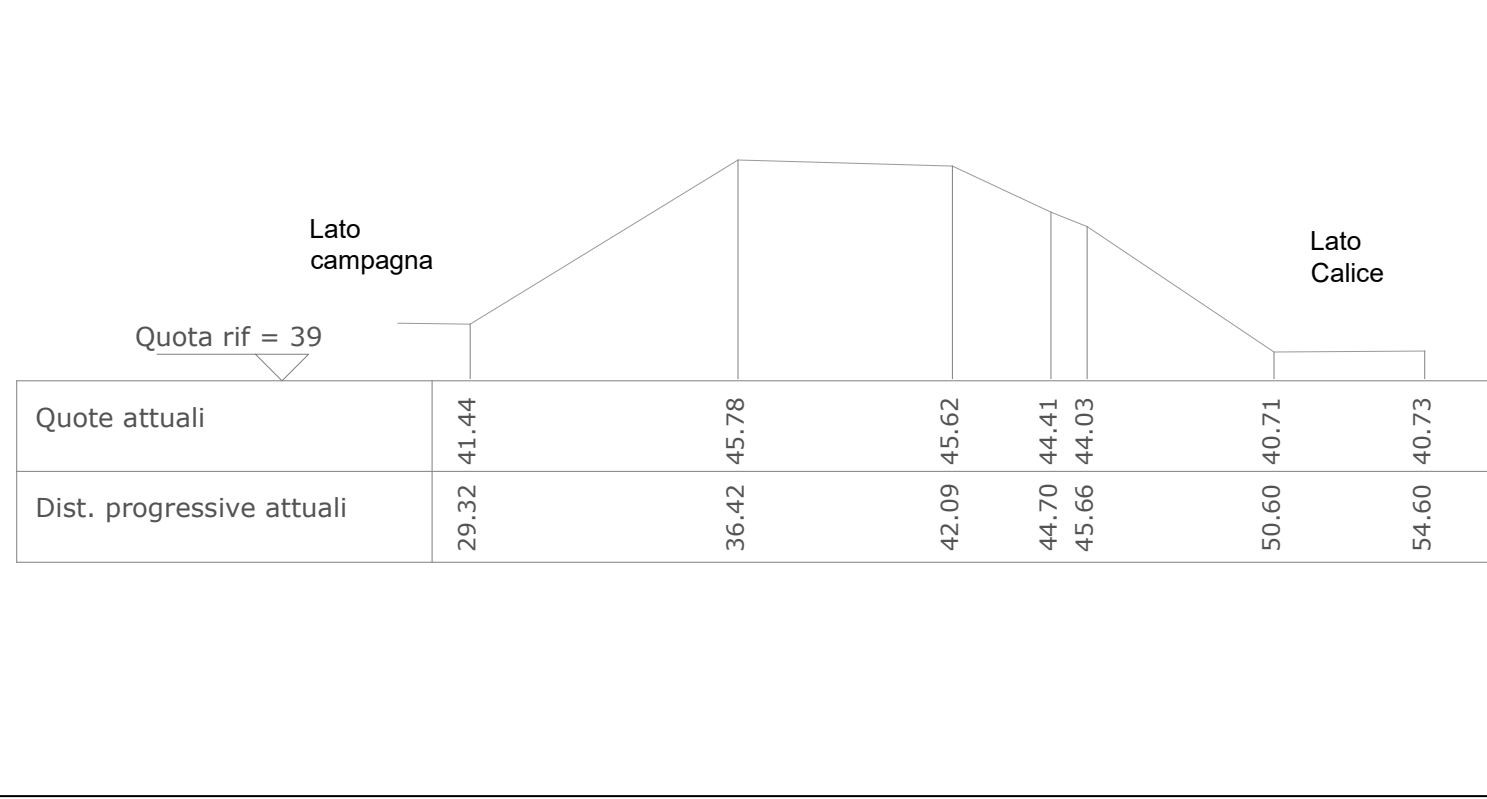 Lato
campagna
Lato
Calice
Quota rif = 39
Quote attuali
41.44
45.78
45.62
44.41
44.03
40.71
40.73
Dist. progressive attuali
29.32
36.42
42.09
44.70
45.66
50.60
54.60